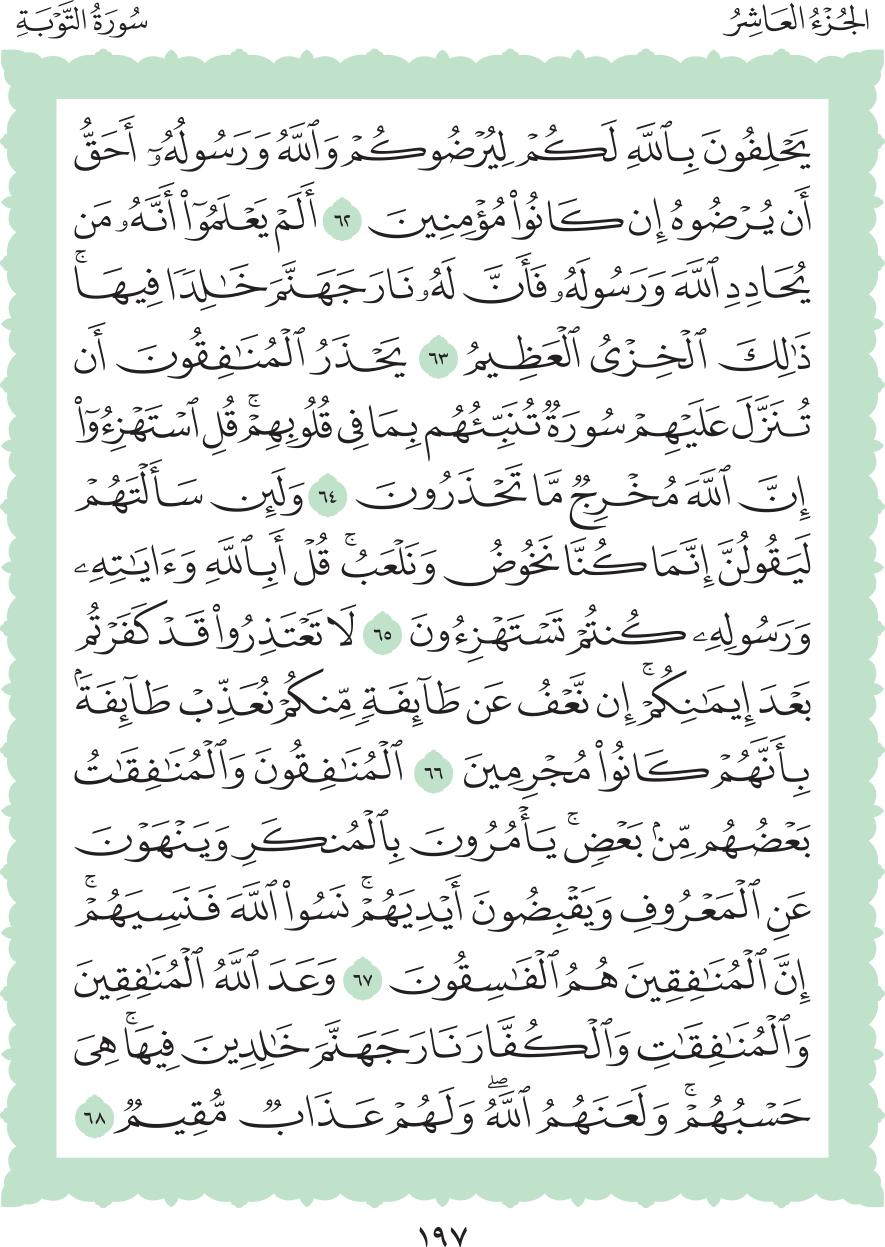 الجُزْءُ العَاشِرُ
سُورَةُ التَّوْبَةِ
يَحْلِفُونَ بِٱللَّهِ لَكُمْ لِيُرْضُوكُمْ وَٱللَّهُ وَرَسُولُهُۥٓ أَحَقُّ
أَن يُرْضُوهُ إِن كَانُوا۟ مُؤْمِنِينَ ٦٢ أَلَمْ يَعْلَمُوٓا۟ أَنَّهُۥ مَن
يُحَادِدِ ٱللَّهَ وَرَسُولَهُۥ فَأَنَّ لَهُۥ نَارَ جَهَنَّمَ خَٰلِدًا فِيهَا ۚ
ذَٰلِكَ ٱلْخِزْىُ ٱلْعَظِيمُ ٦٣ يَحْذَرُ ٱلْمُنَٰفِقُونَ أَن
تُنَزَّلَ عَلَيْهِمْ سُورَةٌ تُنَبِّئُهُم بِمَا فِى قُلُوبِهِمْ ۚ قُلِ ٱسْتَهْزِءُوٓا۟
إِنَّ ٱللَّهَ مُخْرِجٌ مَّا تَحْذَرُونَ ٦٤ وَلَئِن سَأَلْتَهُمْ
لَيَقُولُنَّ إِنَّمَا كُنَّا نَخُوضُ وَنَلْعَبُ ۚ قُلْ أَبِٱللَّهِ وَءَايَٰتِهِۦ
وَرَسُولِهِۦ كُنتُمْ تَسْتَهْزِءُونَ ٦٥ لَا تَعْتَذِرُوا۟ قَدْ كَفَرْتُم
بَعْدَ إِيمَٰنِكُمْ ۚ إِن نَّعْفُ عَن طَآئِفَةٍ مِّنكُمْ نُعَذِّبْ طَآئِفَةًۢ
بِأَنَّهُمْ كَانُوا۟ مُجْرِمِينَ ٦٦ ٱلْمُنَٰفِقُونَ وَٱلْمُنَٰفِقَٰتُ
بَعْضُهُم مِّنۢ بَعْضٍ ۚ يَأْمُرُونَ بِٱلْمُنكَرِ وَيَنْهَوْنَ
عَنِ ٱلْمَعْرُوفِ وَيَقْبِضُونَ أَيْدِيَهُمْ ۚ نَسُوا۟ ٱللَّهَ فَنَسِيَهُمْ ۚ
إِنَّ ٱلْمُنَٰفِقِينَ هُمُ ٱلْفَٰسِقُونَ ٦٧ وَعَدَ ٱللَّهُ ٱلْمُنَٰفِقِينَ
وَٱلْمُنَٰفِقَٰتِ وَٱلْكُفَّارَ نَارَ جَهَنَّمَ خَٰلِدِينَ فِيهَا ۚ هِىَ
حَسْبُهُمْ ۚ وَلَعَنَهُمُ ٱللَّهُ ۖ وَلَهُمْ عَذَابٌ مُّقِيمٌ ٦٨
١٩٧